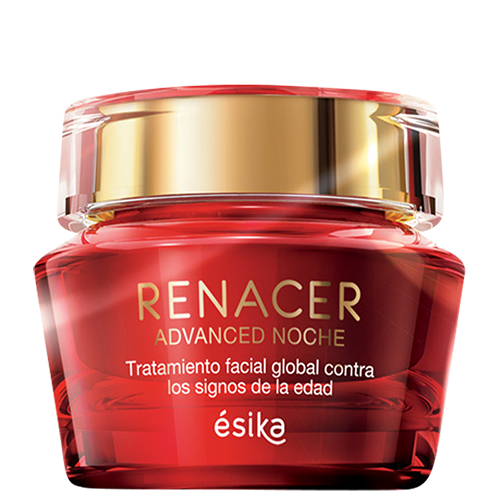 RENACER
ADVANCED NOCHE
Tratamiento facial global contra
los signos de la edad
ésika